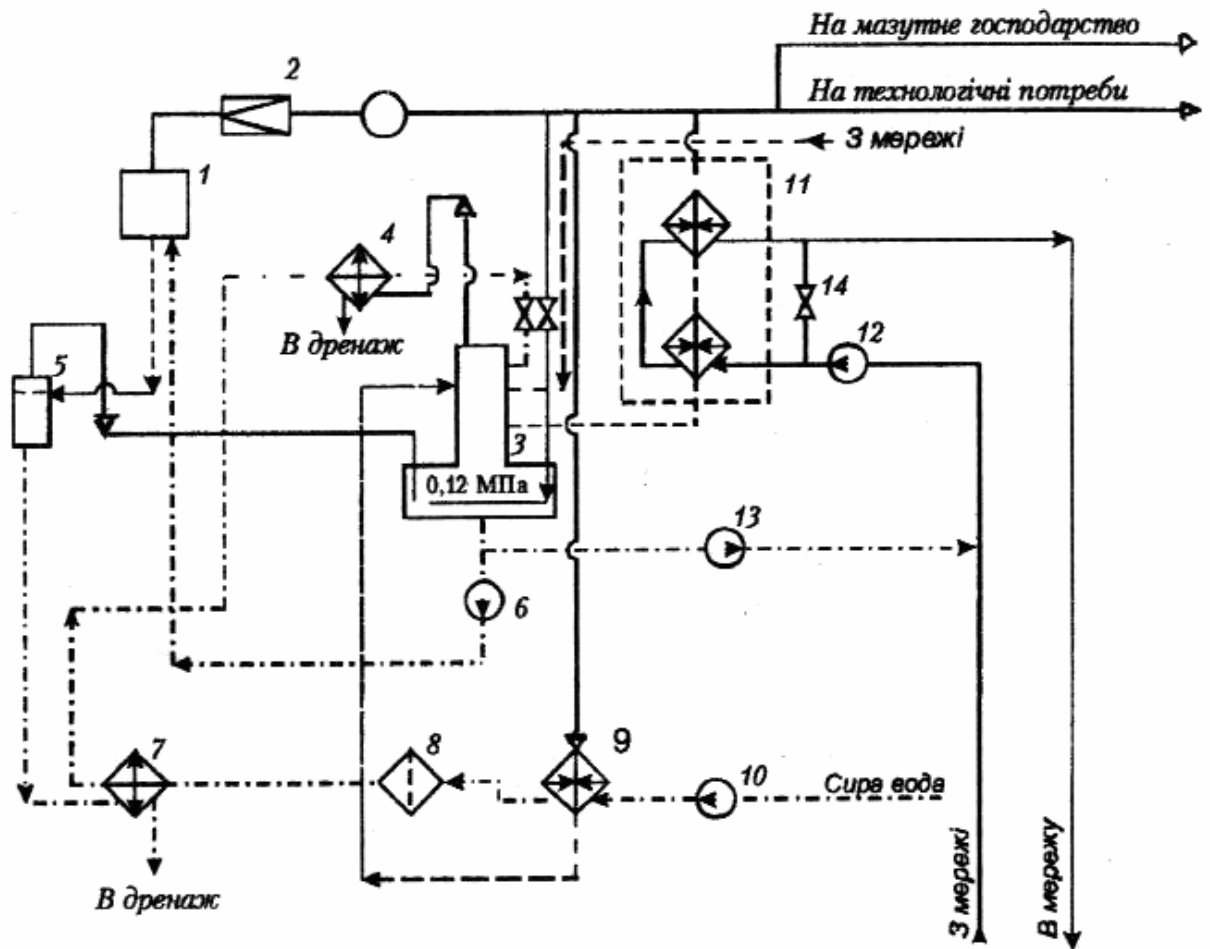 На мазутне господарство
2
На технологічні потреби
З мережі
1
11
4
14
В дренаж
12
5
3
0,12 МПа
13
6
7
8
9
10
Сира вода
В дренаж
З мережі
В мережу